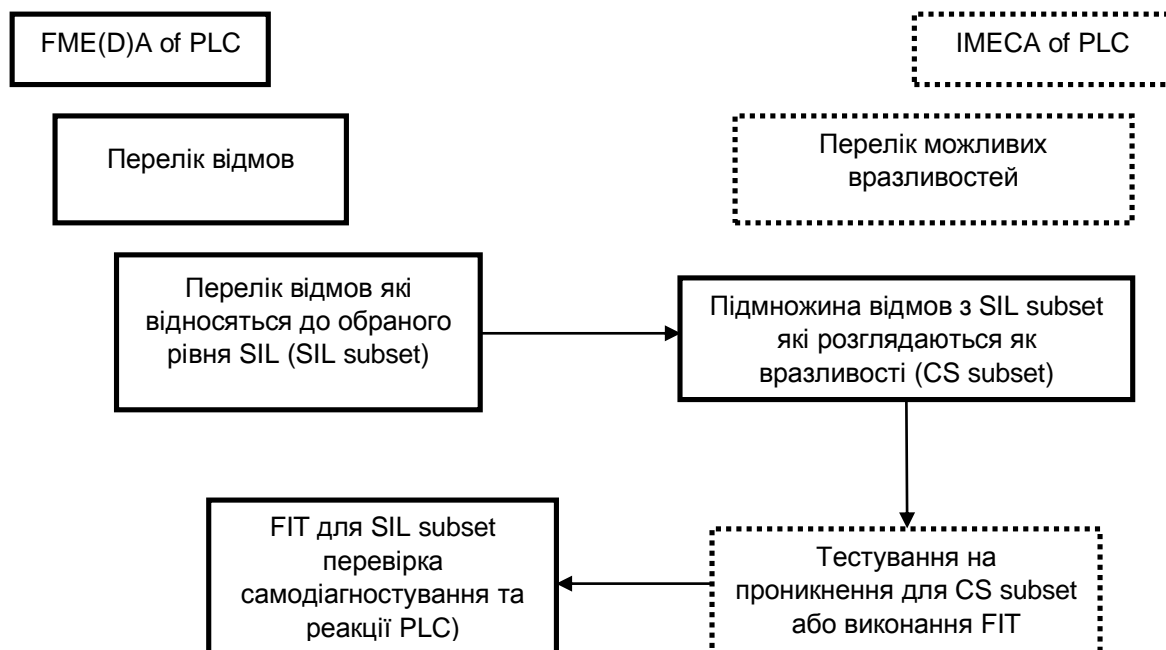 FME(D)A of PLC
IMECA of PLC
Перелік відмов
Перелік можливих
вразливостей
Перелік відмов які
відносяться до обраного
рівня SIL (SIL subset)
Підмножина відмов з SIL subset
які розглядаються як
вразливості (CS subset)
FIT для SIL subset
перевірка
самодіагностування та
реакції PLC)
Тестування на
проникнення для CS subset
або виконання FIT